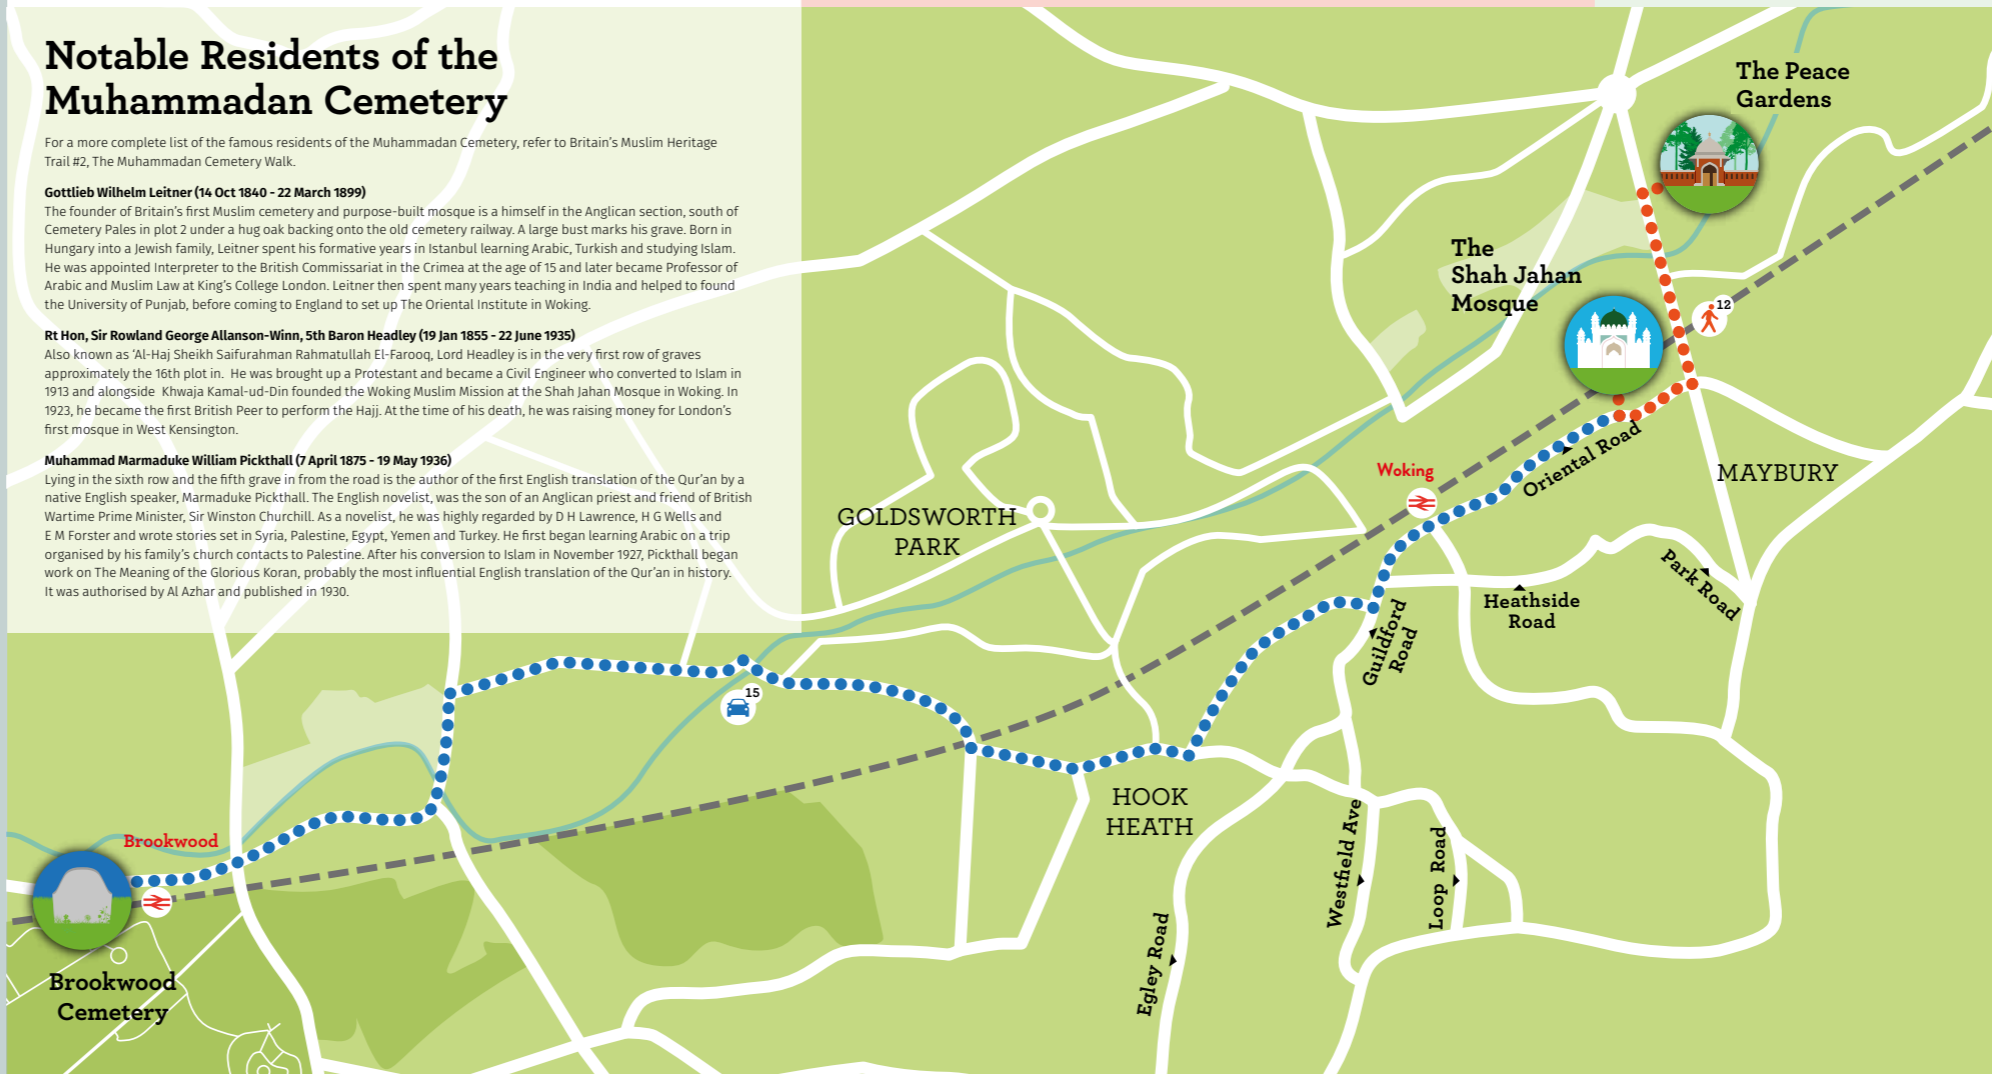 Notable Residents of the
Muhammadan Cemetery
For a more complete list of the famous residents of the Muhammadan Cemetery, refer to Britain's Muslim Heritage
Trail #2, The Muhammadan Cemetery Walk.
Gottlieb Wilhelm Leitner (14 Oct 1840 - 22 March 1899)
The founder of Britain's first Muslim cemetery and purpose-built mosque is a himself in the Anglican section, south of
Cemetery Pales in plot 2 under a hug oak backing onto the old cemetery railway. A large bust marks his grave. Born in
Hungary into a Jewish family, Leitner spent his formative years in Istanbul learning Arabic, Turkish and studying Islam.
He was appointed Interpreter to the British Commissariat in the Crimea at the age of 15 and later became Professor of
Arabic and Muslim Law at King's College London. Leitner then spent many years teaching in India and helped to found
the University of Punjab, before coming to England to set up The Oriental Institute in Woking.
Rt Hon, Sir Rowland George Allanson-Winn, 5th Baron Headley (19 Jan 1855 - 22 June 1935)
Also known as 'Al-Haj Sheikh Saifurahman Rahmatullah El-Farooq, Lord Headley is in the very first row of graves
approximately the 16th plot in. He was brought up a Protestant and became a Civil Engineer who converted to Islam in
1913 and alongside Khwaja Kamal-ud-Din founded the Woking Muslim Mission at the Shah Jahan Mosque in Woking. In
1923, he became the first British Peer to perform the Hajj. At the time of his death, he was raising money for London's
first mosque in West Kensington.
Muhammad Marmaduke William Pickthall (7 April 1875 - 19 May 1936)
Lying in the sixth row and the fifth grave in from the road is the author of the first English translation of the Qur'an by a
native English speaker, Marmaduke Pickthall. The English novelist, was the son of an Anglican priest and friend of British
Wartime Prime Minister, Sir Winston Churchill. As a novelist, he was highly regarded by D H Lawrence, H G Wells and
E M Forster and wrote stories set in Syria, Palestine, Egypt, Yemen and Turkey. He first began learning Arabic on a trip
organised by his family's church contacts to Palestine. After his conversion to Islam in November 1927, Pickthall began
work on The Meaning of the Glorious Koran, probably the most influential English translation of the Qur'an in history.
It was authorised by Al Azhar and published in 1930.
The Peace
Gardens
The
Shah Jahan
Mosque
12
Woking
Oriental Road
MAYBURY
GOLDSWORTH
PARK
Park Road
Heathside
Road
Guildford
Road
15
HOOK
HEATH
Westfield Ave
Loop Road
Egley Road
Brookwood
Brookwood
Cemetery